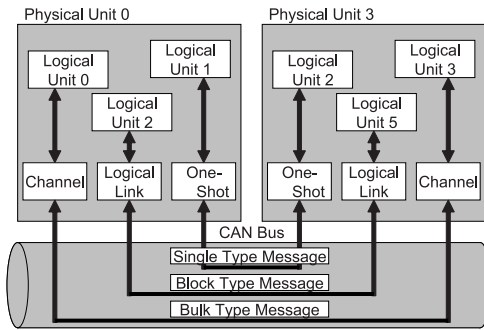 Physical Unit 0
Physical Unit 3
Logical
Unit 0
Logical
Unit 1
Logical
Unit 2
Logical
Unit 2
Logical
Unit 3
Logical
Unit 5
Channel
Logical
Link
One-
Shot
One-
Shot
Logical
Link
Channel
CAN Bus
Single Type Message
Block Type Message
Bulk Type Message